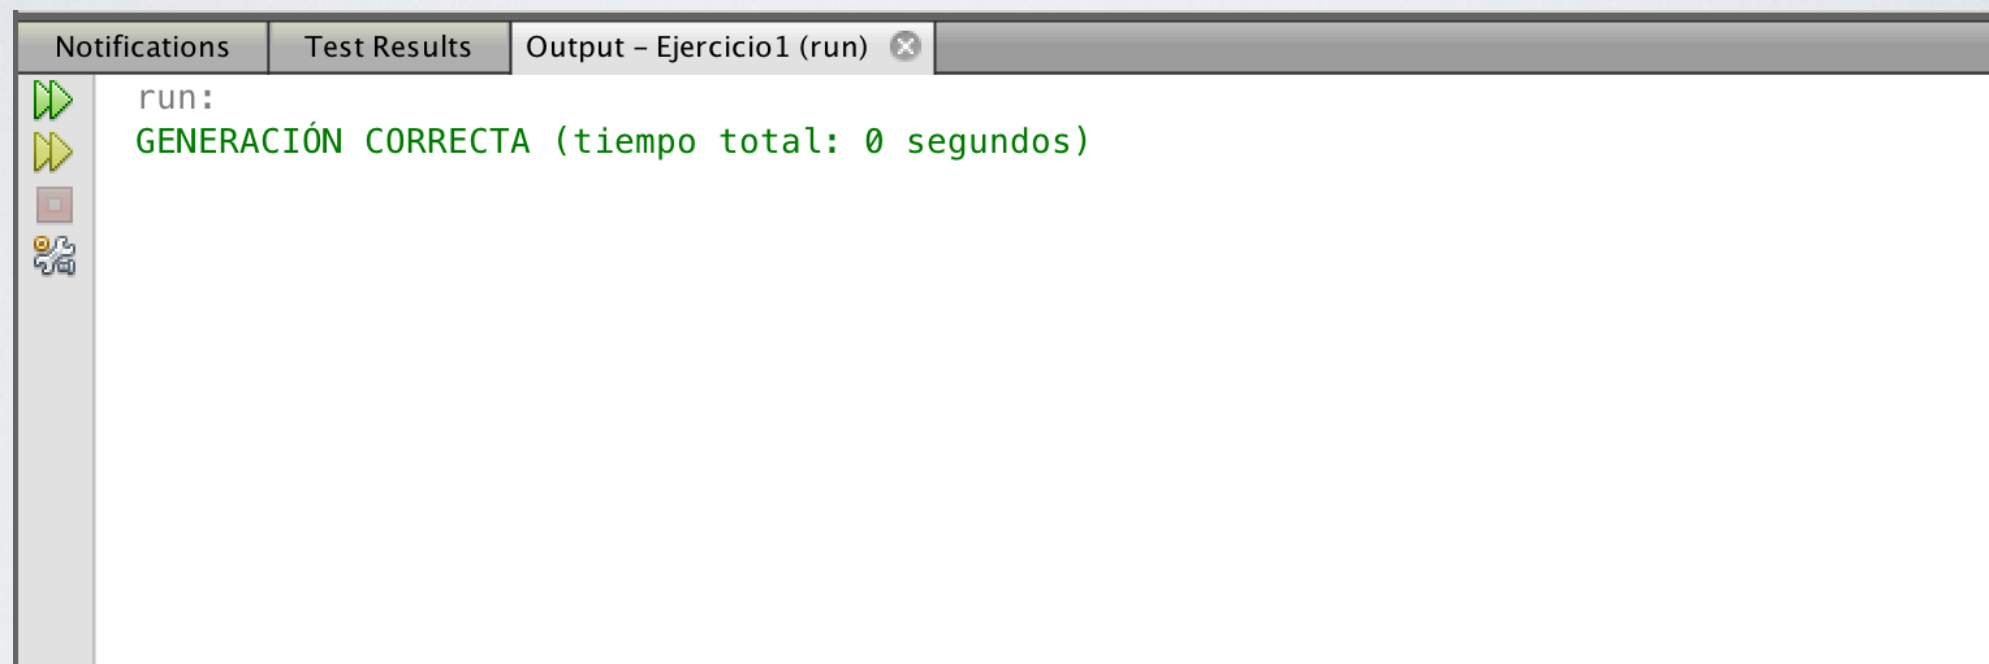 Notifications Test Results Output – Ejercicio1 (run)
run:
GENERACIÓN CORRECTA (tiempo total: 0 segundos)